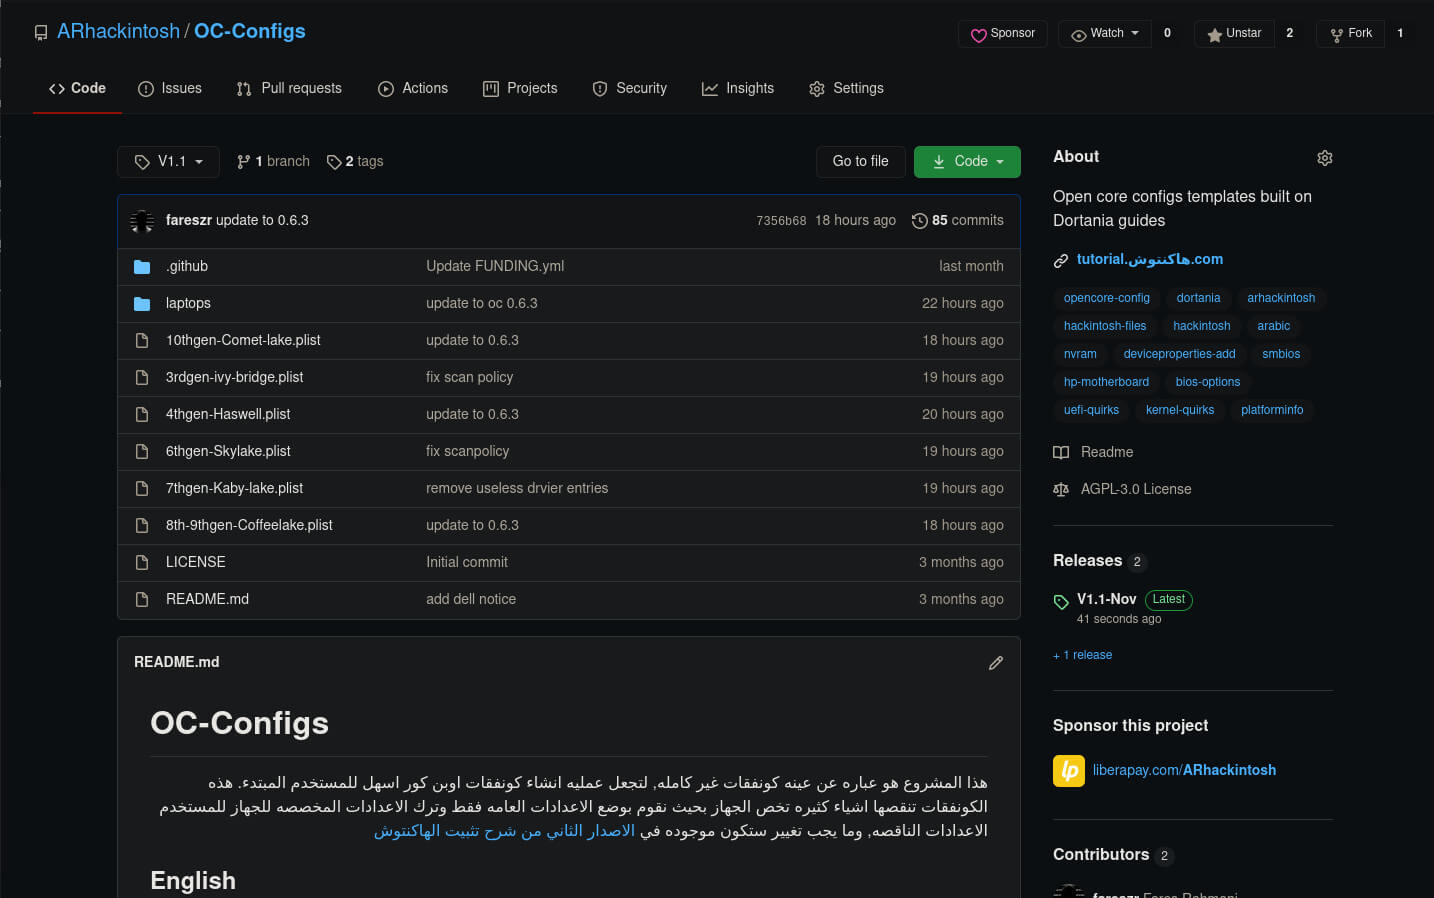 ARhackintosh / OC-Configs
Sponsor Watch 0 Unstar 2 Fork 1
Code Issues Pull requests Actions Projects Security Insights Settings
V1.1 1 branch 2 tags Go to file Code
fareszr update to 0.6.3 7356b68 18 hours ago 85 commits
.github Update FUNDING.yml last month
laptops update to oc 0.6.3 22 hours ago
10thgen-Comet-lake.plist update to 0.6.3 18 hours ago
3rdgen-ivy-bridge.plist fix scan policy 19 hours ago
4thgen-Haswell.plist update to 0.6.3 20 hours ago
6thgen-Skylake.plist fix scanpolicy 19 hours ago
7thgen-Kaby-lake.plist remove useless drvier entries 19 hours ago
8th-9thgen-Coffeelake.plist update to 0.6.3 18 hours ago
LICENSE Initial commit 3 months ago
README.md add dell notice 3 months ago
README.md
OC-Configs
هذا المشروع هو عباره عن عينه كونفقات غير كامله, لتجعل عمليه انشاء كونفقات اوبن كور اسهل للمستخدم المبتدء. هذه
الكونفقات تنقصها اشياء كثيره تخص الجهاز بحيث نقوم بوضع الاعدادات العامه فقط وترك الاعدادات المخصصه للجهاز للمستخدم
الاعدادات الناقصه, وما يجب تغيير ستكون موجوده في الاصدار الثاني من شرح تثبيت الهاكنتوش
English
About
Open core configs templates built on
Dortania guides
tutorial.هاكنتوش.com
opencore-config dortania arhackintosh
hackintosh-files hackintosh arabic
nvram deviceproperties-add smbios
hp-motherboard bios-options
uefi-quirks kernel-quirks platforminfo
Readme
AGPL-3.0 License
Releases 2
V1.1-Nov Latest
41 seconds ago
+ 1 release
Sponsor this project
lp liberapay.com/ARhackintosh
Contributors 2
fareszr Fares Rahmani